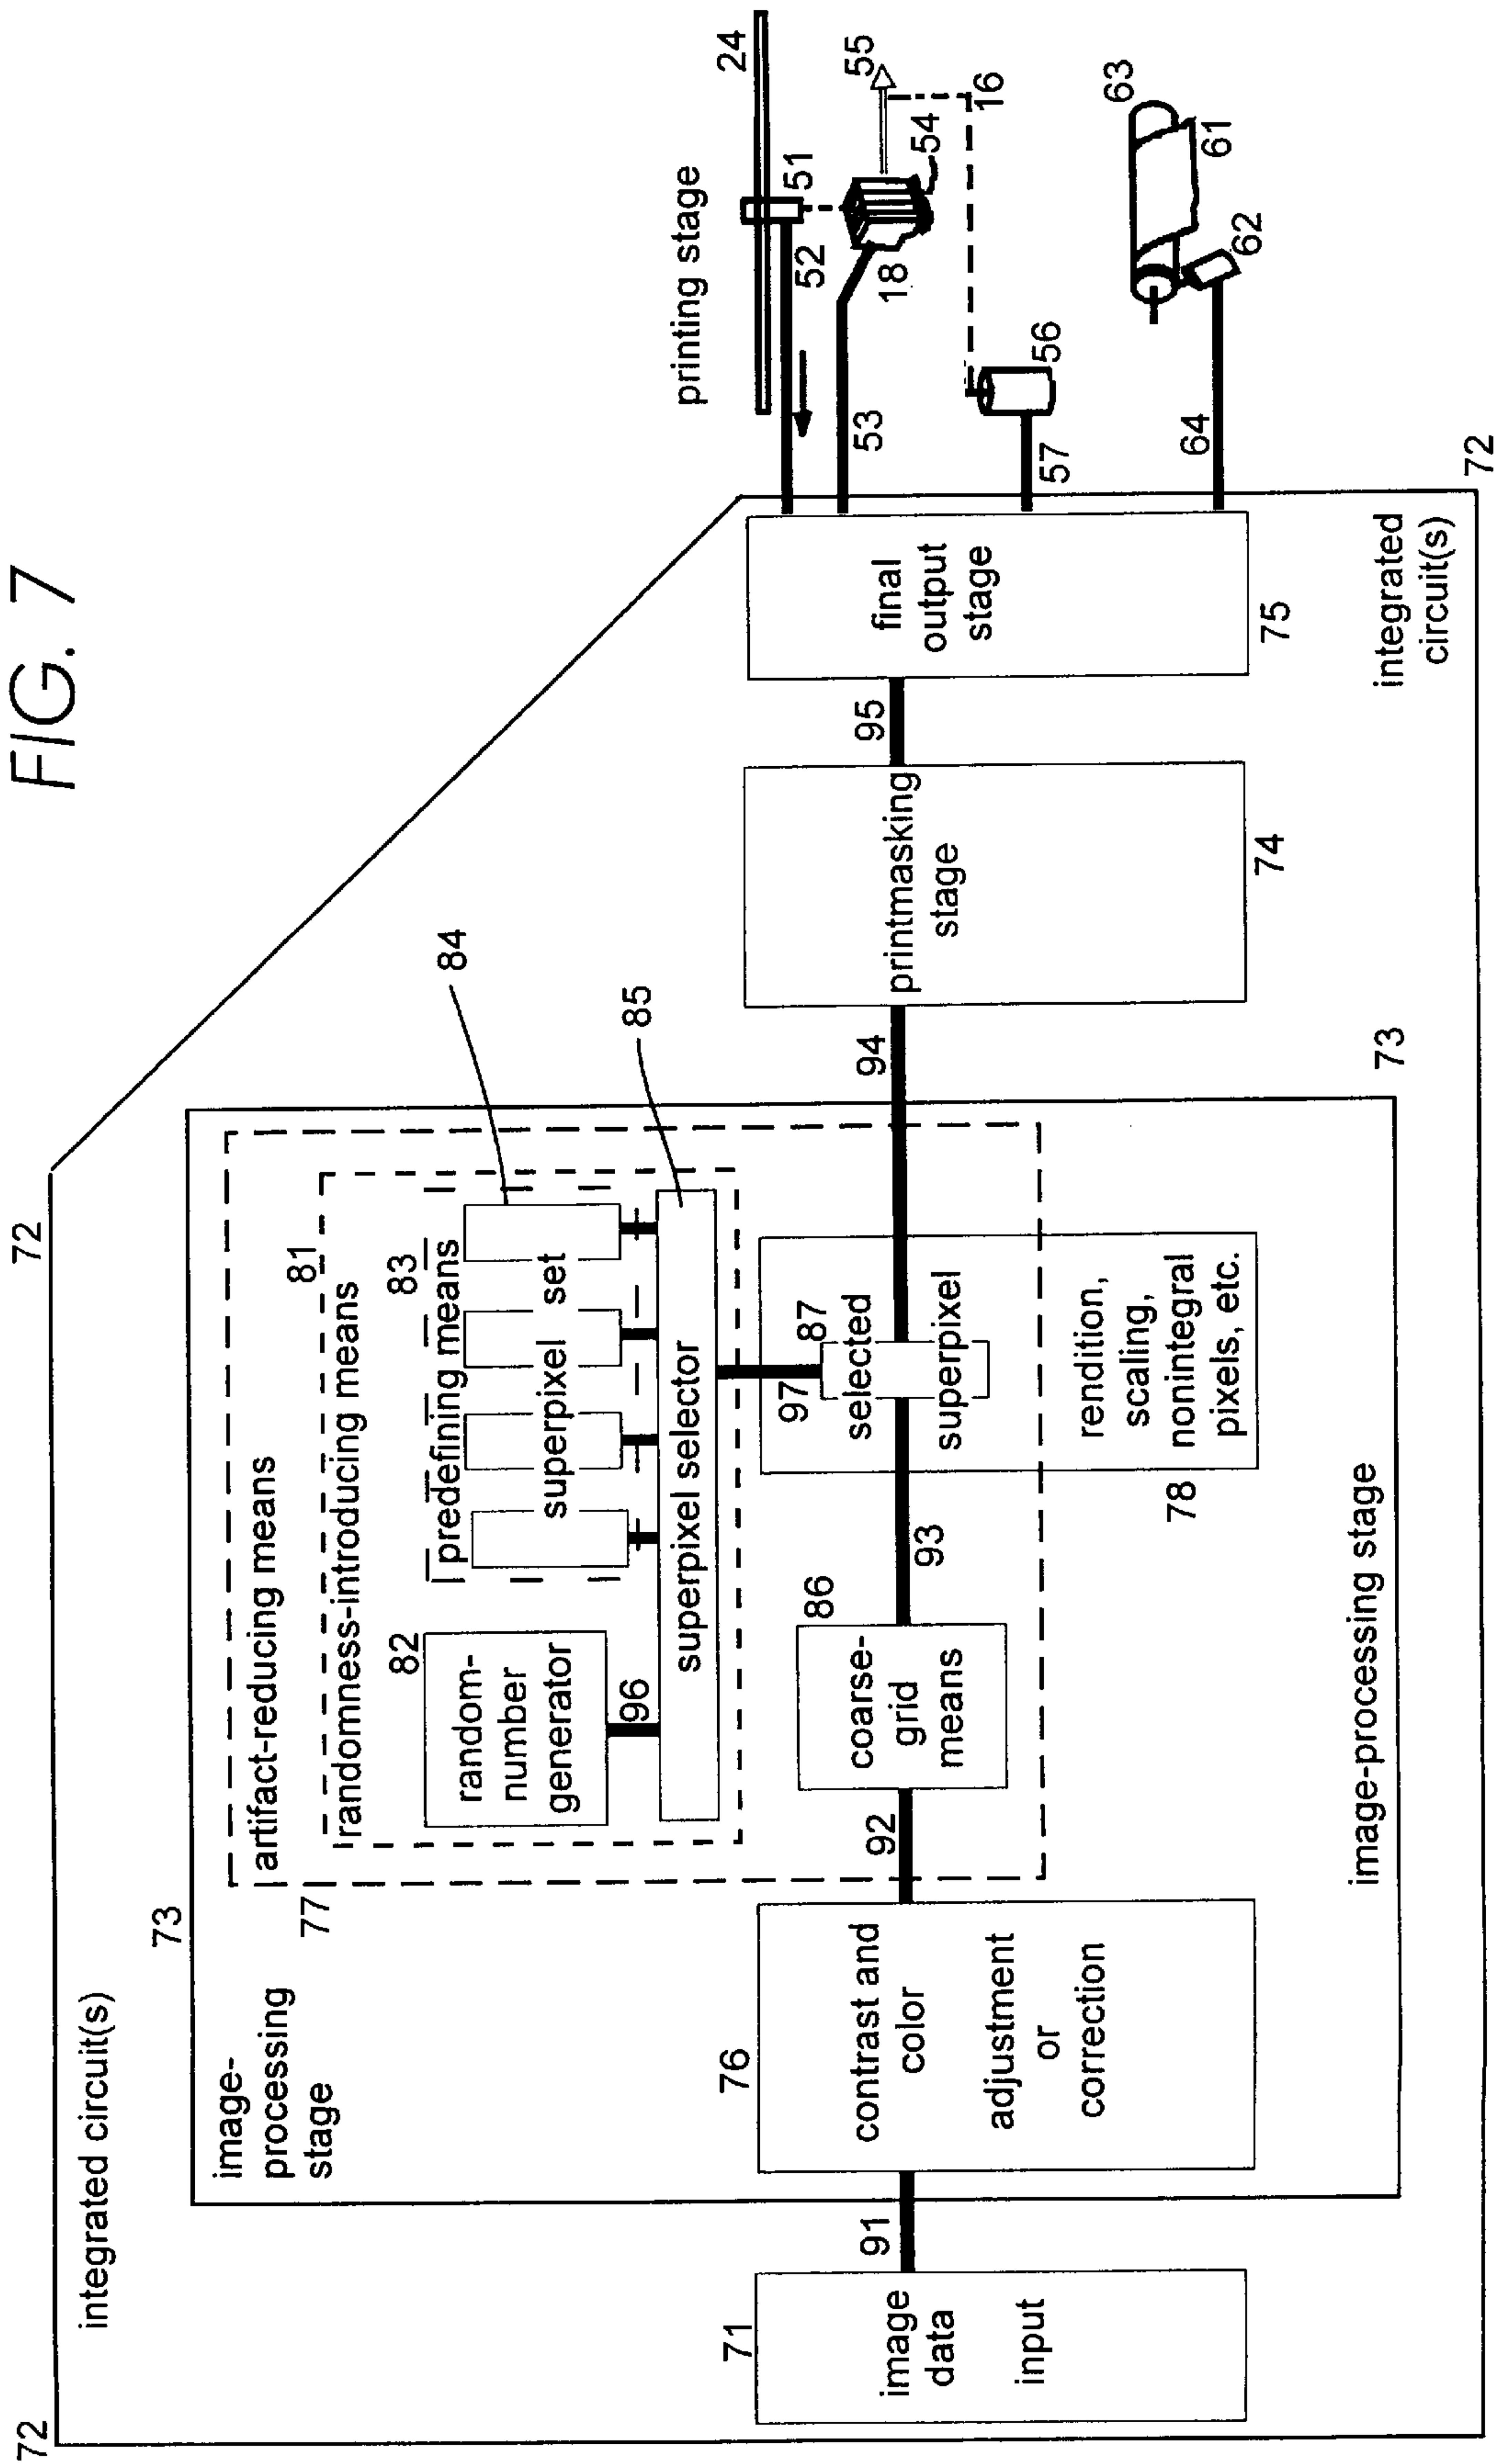 FIG. 7
72
integrated circuit(s)
72
73
image-
processing
stage
77
artifact-reducing means
81
randomness-introducing means
83
predefining means
84
82
random-
number
generator
superpixel set
85
96
superpixel selector
71
image
data
input
91
76
contrast and
color
adjustment
or
correction
92
86
coarse-
grid
means
93
97
87
selected
superpixel
78
rendition,
scaling,
nonintegral
pixels, etc.
image-processing stage
73
94
printmasking
stage
74
95
final
output
stage
75
integrated
circuit(s)
72
printing stage
24
52
51
53
18
55
54
16
57
56
64
62
63
61